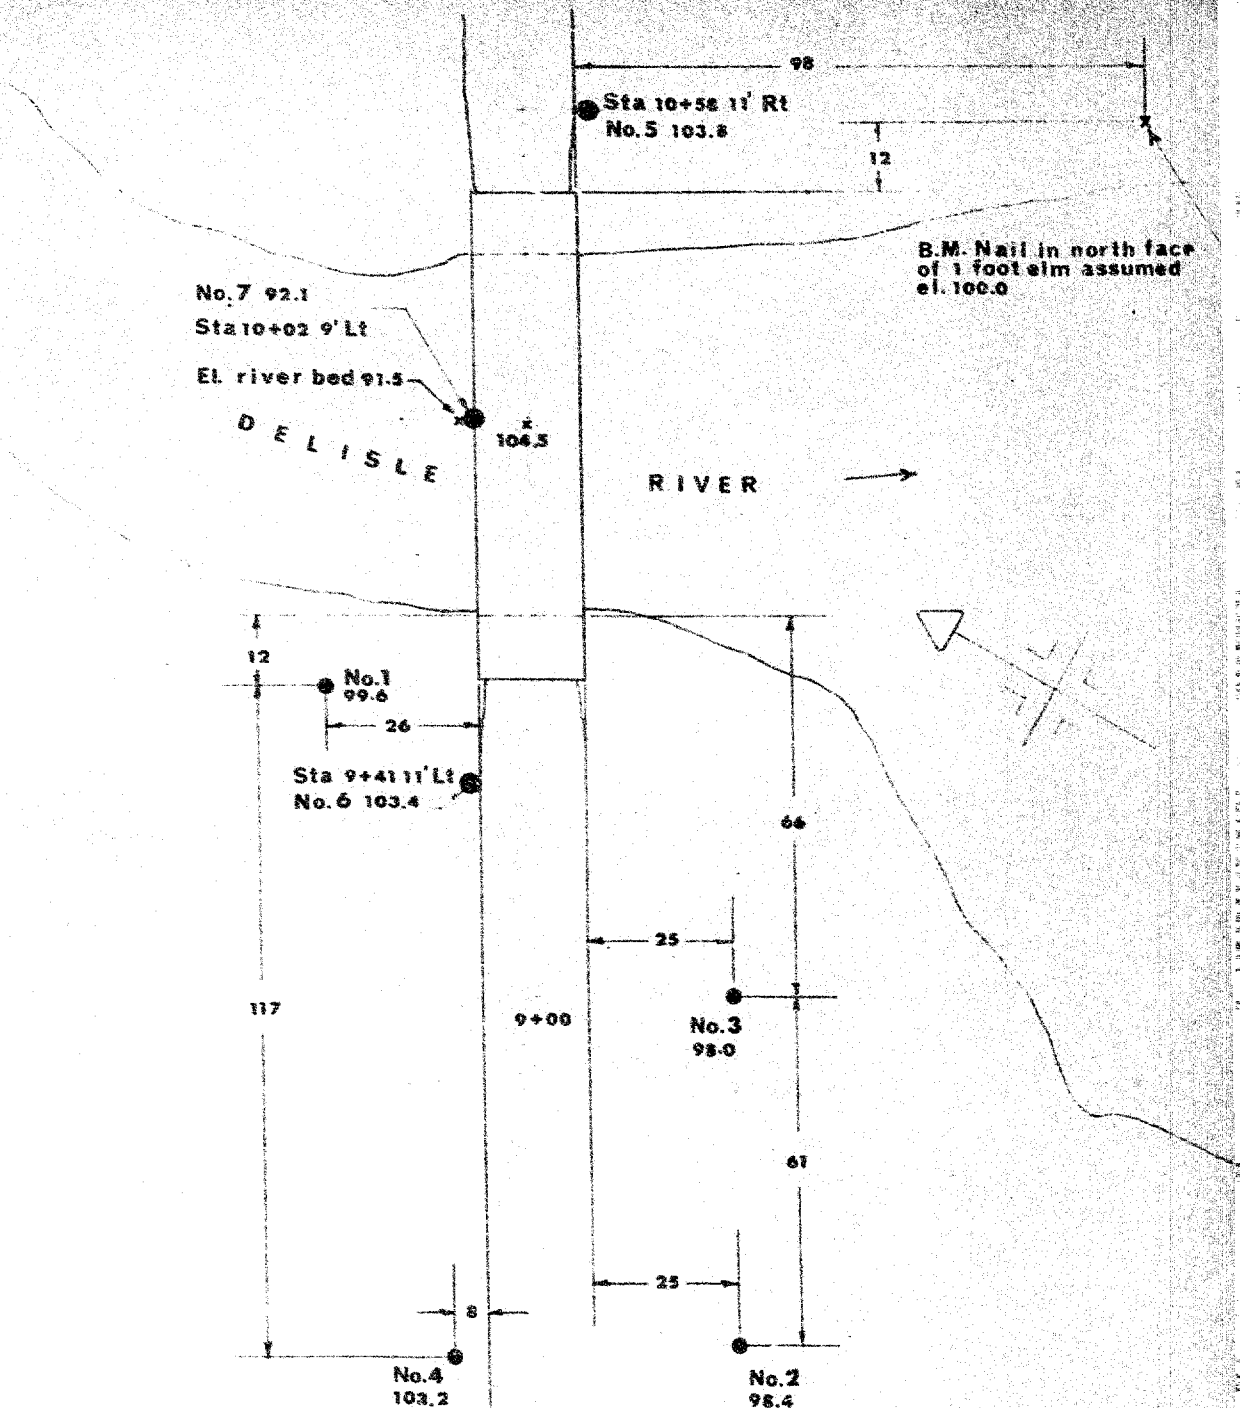 98
Sta 10+58 11' Rt
No.5 103.8
12
B.M. Nail in north face
of 1 foot elm assumed
el. 100.0
No.7 92.1
Sta 10+02 9' Lt
El. river bed 91.5
104.5
DELISLE
RIVER
12
No.1
99.6
26
Sta 9+41 11' Lt
No.6 103.4
66
25
117
9+00
No.3
98.0
61
25
8
No.4
103.2
No.2
98.4